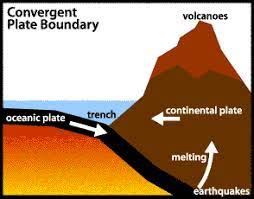 Convergent
Plate Boundary
volcanoes
trench
continental plate
oceanic plate
melting
earthquakes